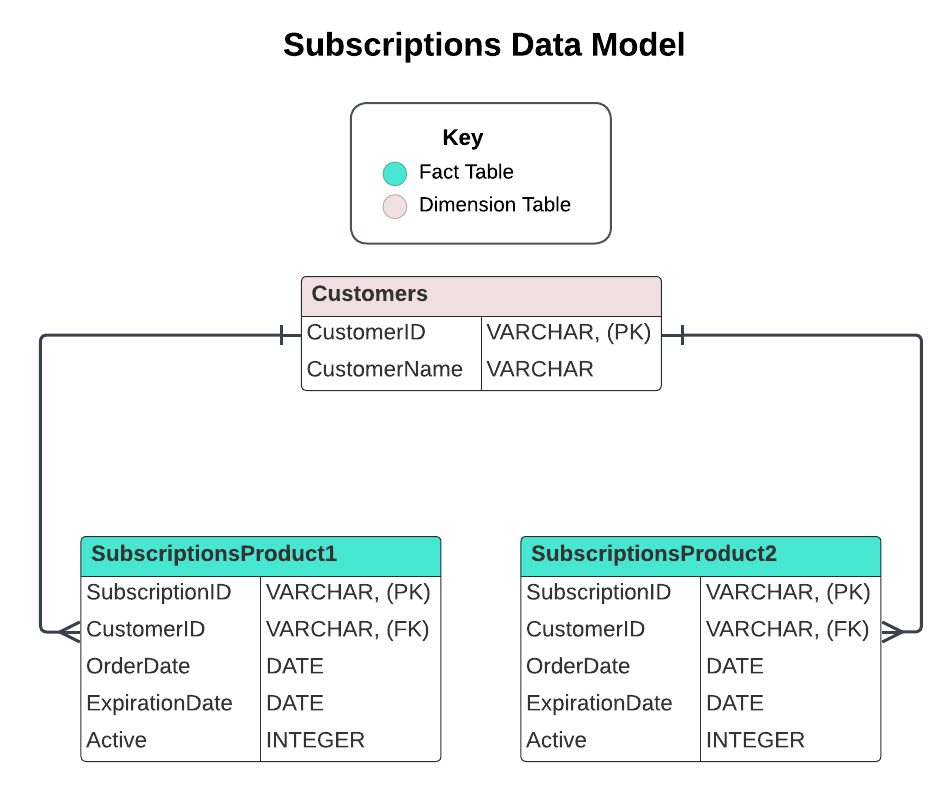 Subscriptions Data Model
Key
Fact Table
Dimension Table
Customers
CustomerID VARCHAR, (PK)
CustomerName VARCHAR
SubscriptionsProduct1
SubscriptionID VARCHAR, (PK)
CustomerID VARCHAR, (FK)
OrderDate DATE
ExpirationDate DATE
Active INTEGER
SubscriptionsProduct2
SubscriptionID VARCHAR, (PK)
CustomerID VARCHAR, (FK)
OrderDate DATE
ExpirationDate DATE
Active INTEGER